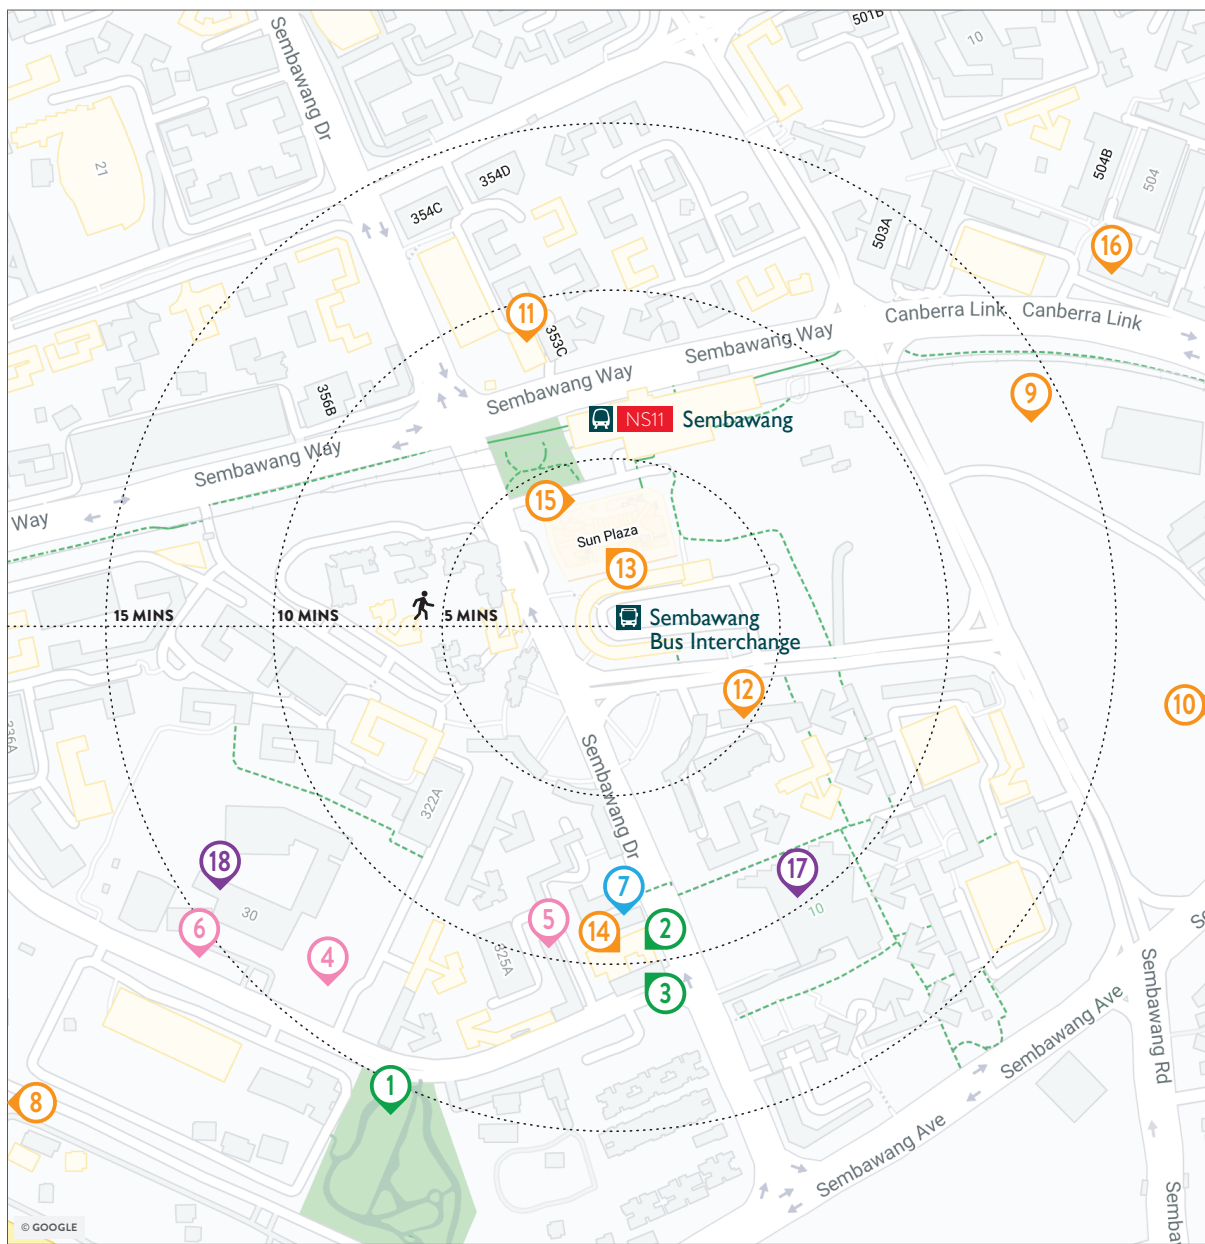 501B
10
Sembawang Dr
21
504B
504
354D
354C
503A
16
11
353C
Canberra Link
Canberra Link
Sembawang Way
Sembawang Way
356B
9
NS11
Sembawang
Sembawang Way
Way
15
Sun Plaza
13
15 MINS
10 MINS
5 MINS
Sembawang
Bus Interchange
12
10
336A
Sembawang Dr
322A
18
17
7
30
10
6
5
14
2
4
325A
3
Sembawang Ave
Sembawang Rd
1
8
Sembawang Ave
© GOOGLE